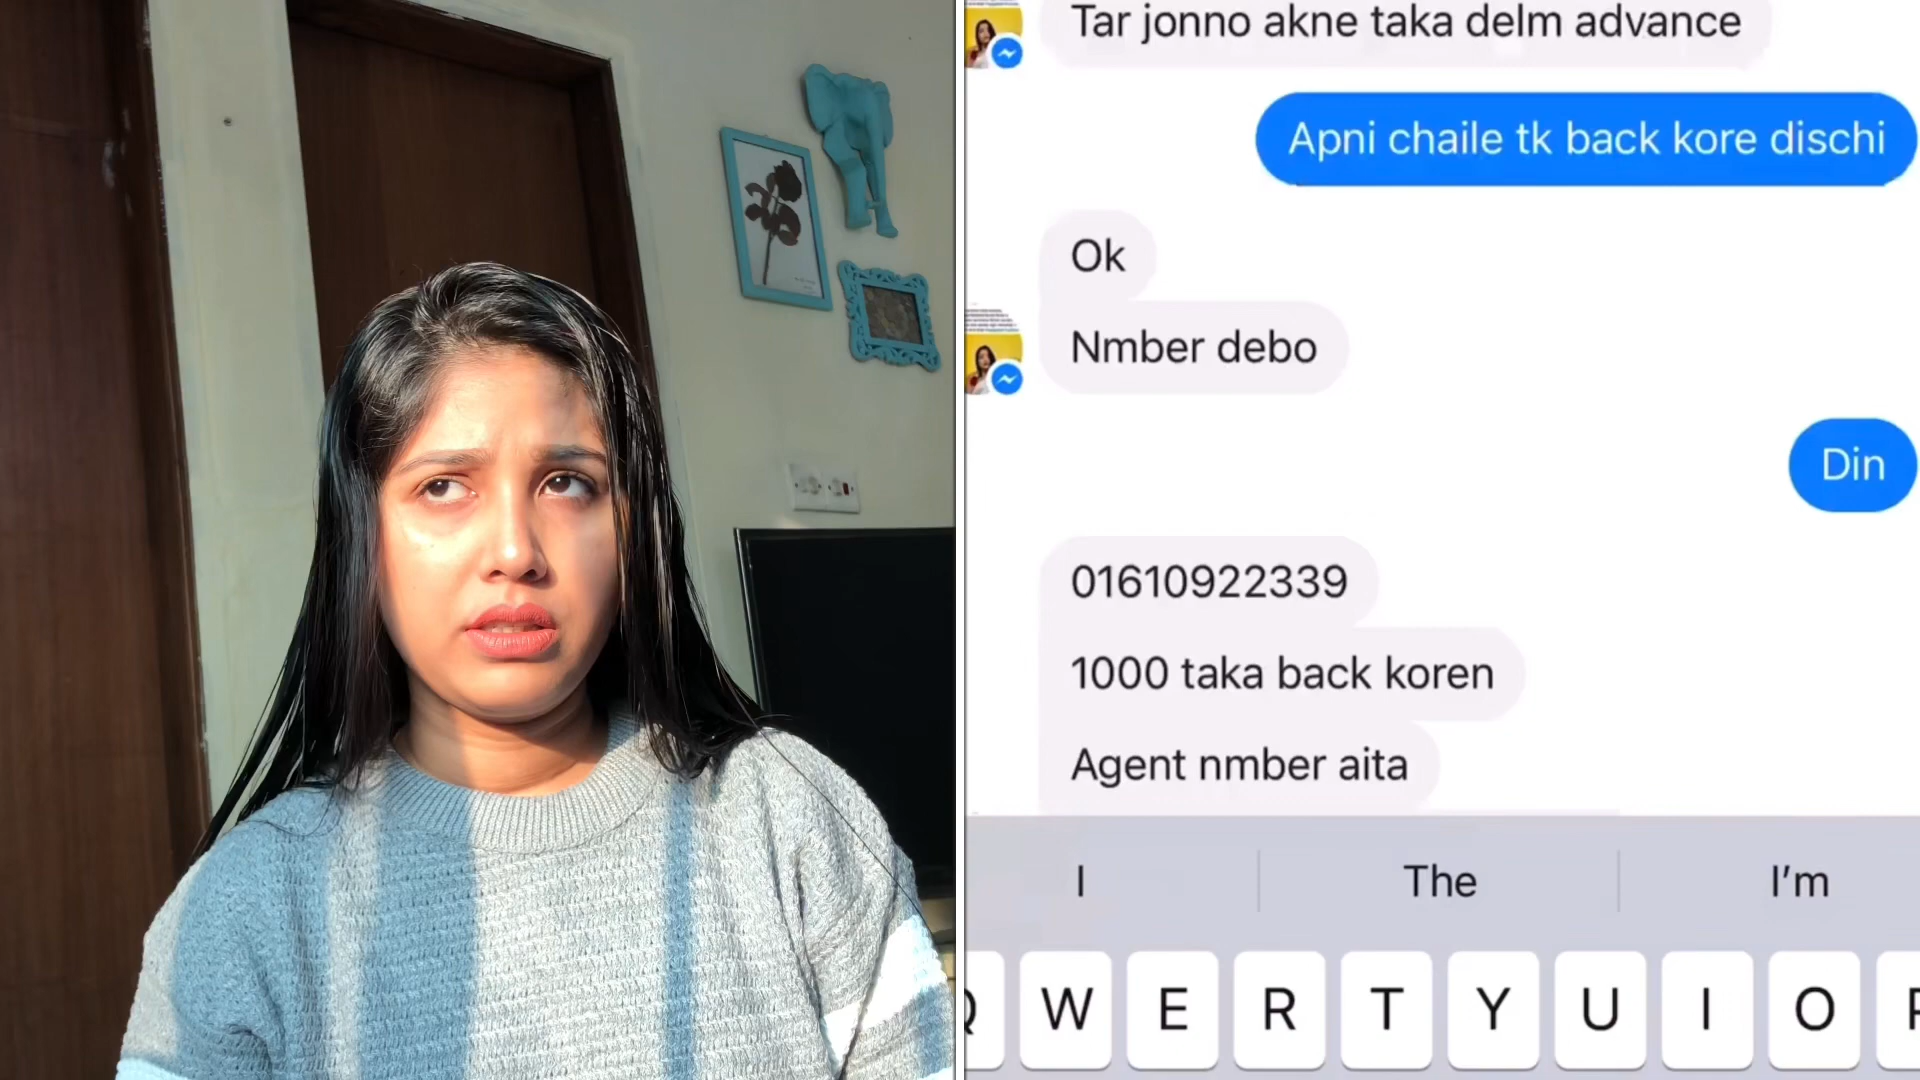 Tar jonno akne taka delm advance
Apni chaile tk back kore dischi
Ok
Nmber debo
Din
01610922339
1000 taka back koren
Agent nmber aita
I The I'm
Q W E R T Y U I O P